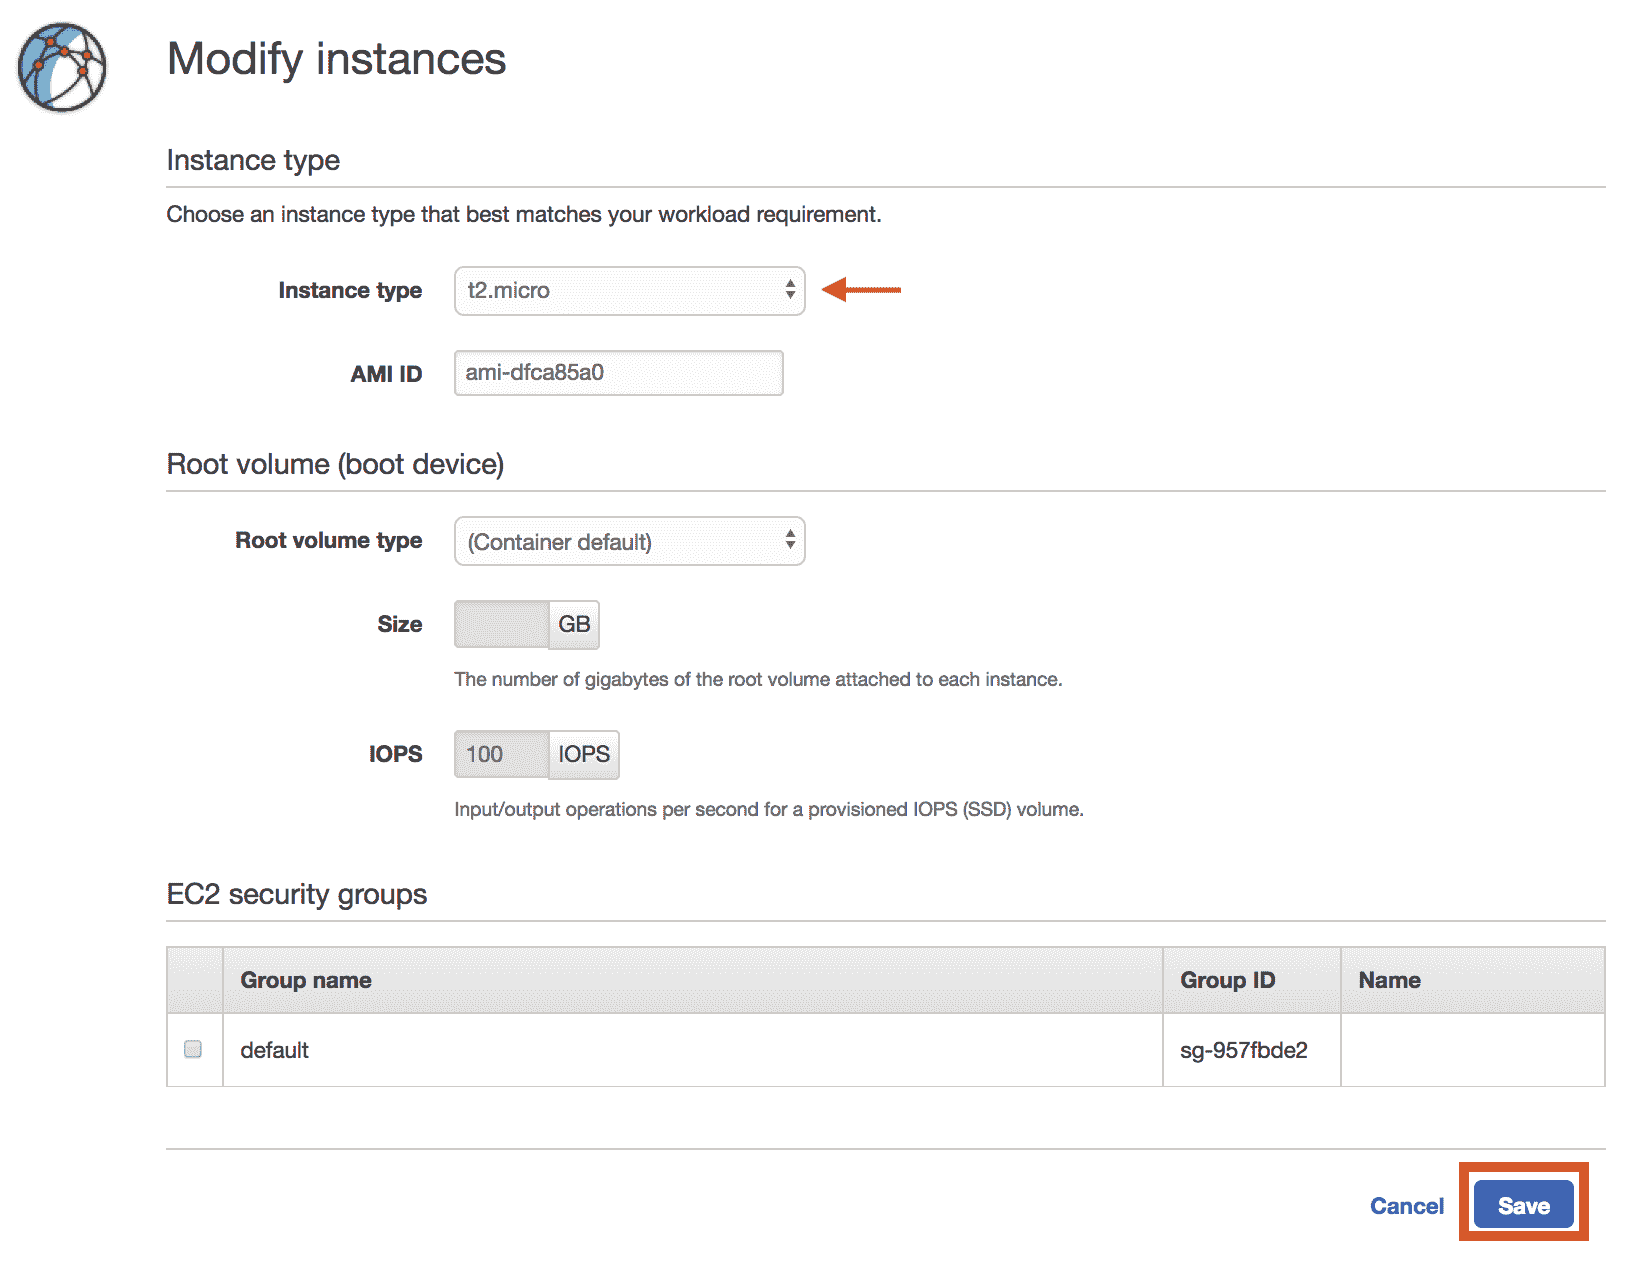 Modify instances
Instance type
Choose an instance type that best matches your workload requirement.
Instance type t2.micro
AMI ID ami-dfca85a0
Root volume (boot device)
Root volume type (Container default)
Size GB
The number of gigabytes of the root volume attached to each instance.
IOPS 100 IOPS
Input/output operations per second for a provisioned IOPS (SSD) volume.
EC2 security groups
Group name Group ID Name
default sg-957fbde2
Cancel Save